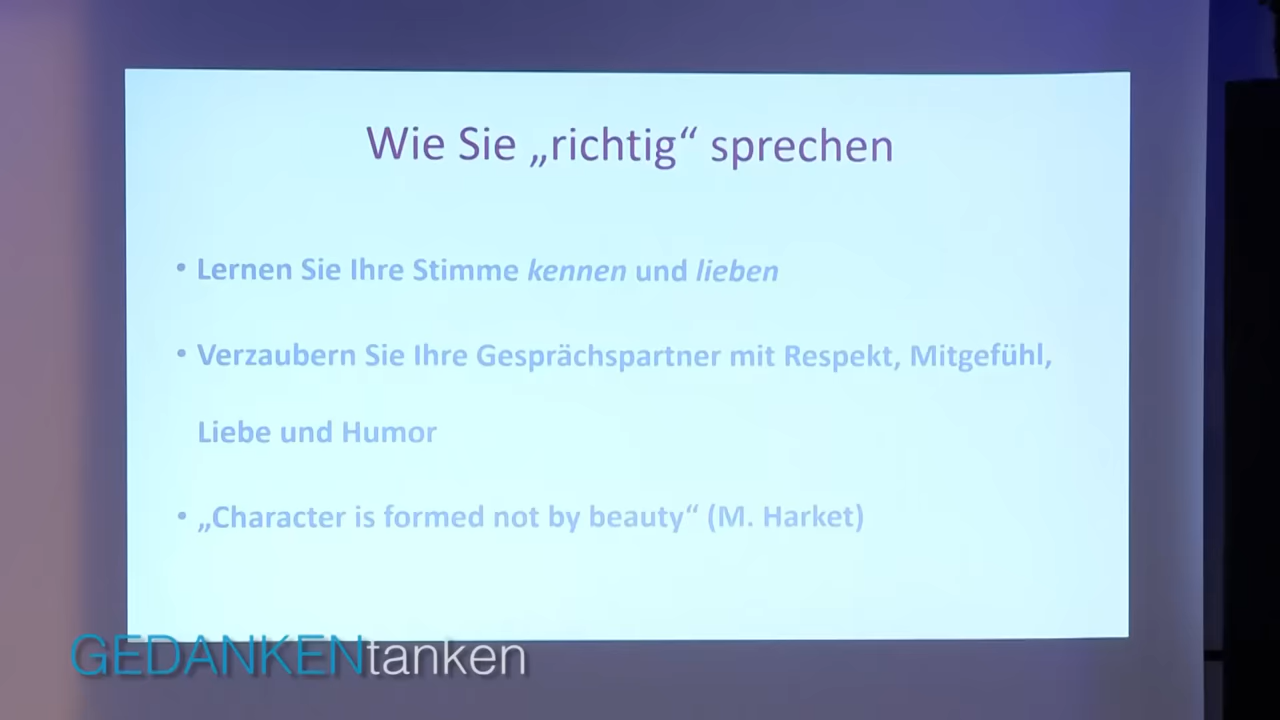 Wie Sie „richtig“ sprechen
• Lernen Sie Ihre Stimme kennen und lieben
• Verzaubern Sie Ihre Gesprächspartner mit Respekt, Mitgefühl,
Liebe und Humor
• „Character is formed not by beauty“ (M. Harket)
GEDANKENtanken